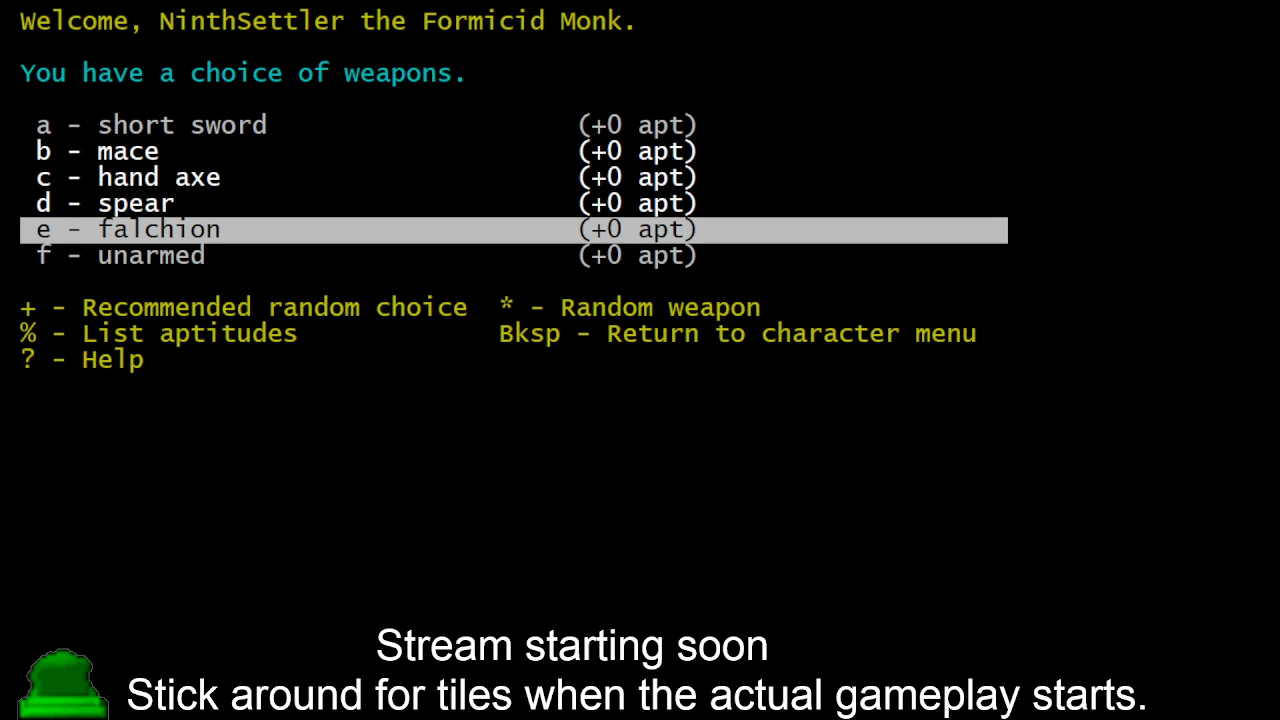 Welcome, NinthSettler the Formicid Monk.
You have a choice of weapons.
a - short sword (+0 apt)
b - mace (+0 apt)
c - hand axe (+0 apt)
d - spear (+0 apt)
e - falchion (+0 apt)
f - unarmed (+0 apt)
+ - Recommended random choice * - Random weapon
% - List aptitudes Bksp - Return to character menu
? - Help
Stream starting soon
Stick around for tiles when the actual gameplay starts.